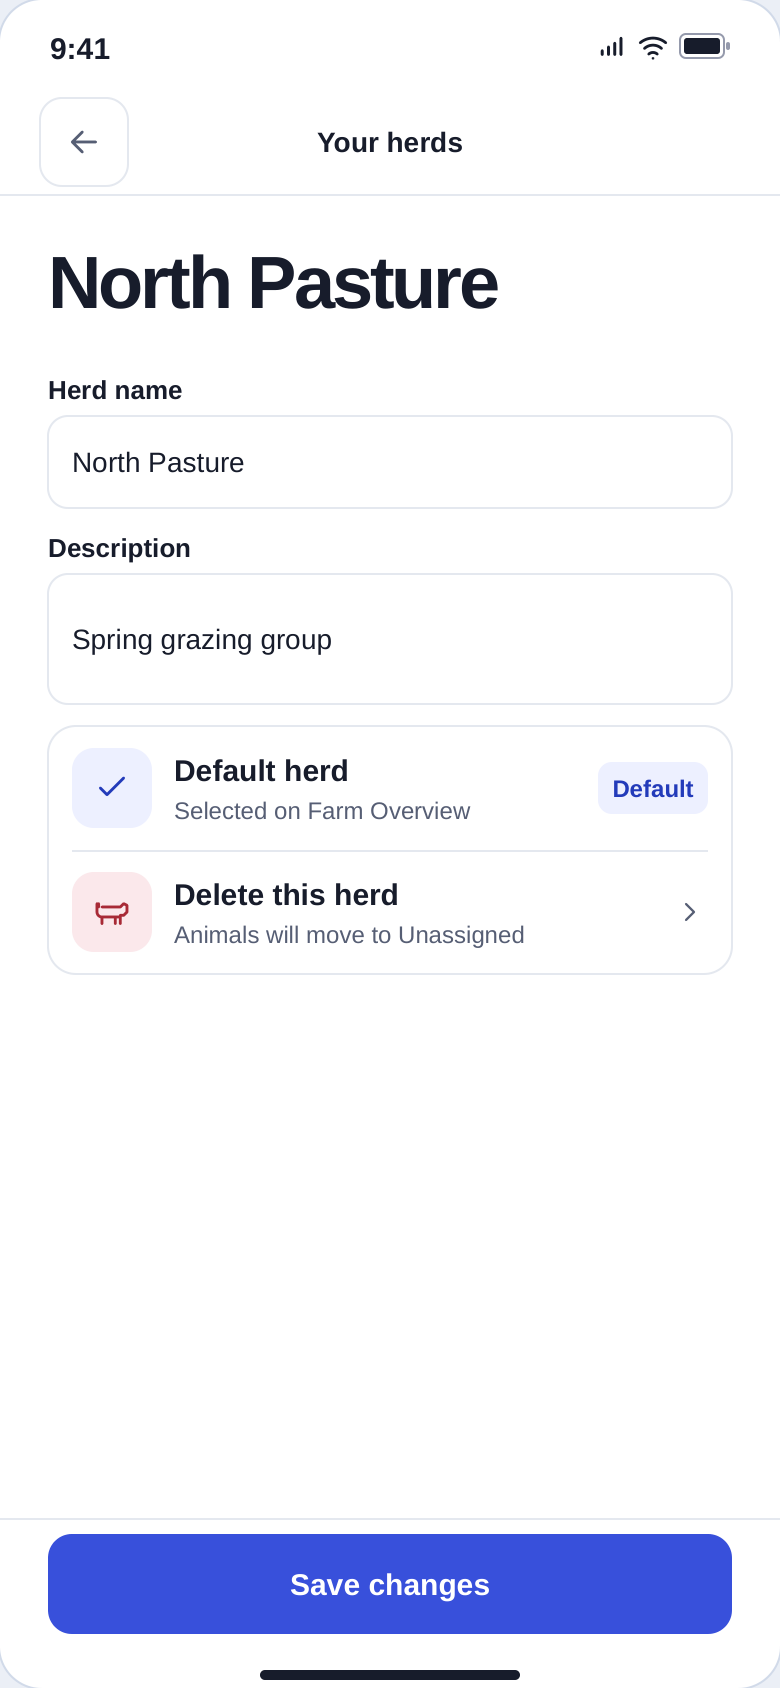 9:41
Your herds
North Pasture
Herd name
North Pasture
Description
Spring grazing group
Default herd
Selected on Farm Overview
Default
Delete this herd
Animals will move to Unassigned
Save changes